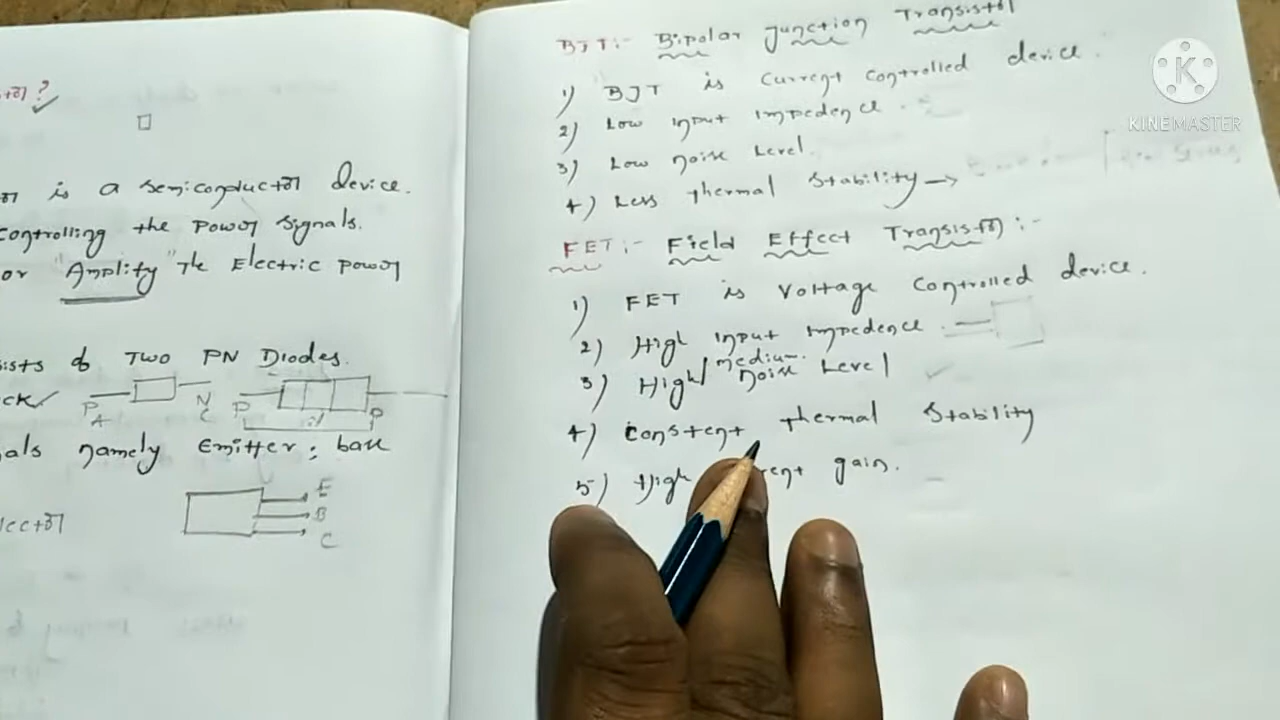 is a semiconductor device.
controlling the power signals.
or "Amplify" The Electric power
sists of TWO PN Diodes.
P N P P
A C
namely Emitter; base
E
B
C
BJT:- Bipolar Junction Transistor
1) BJT is current controlled device.
2) Low Input Impedence.
3) Low noise Level.
4) Less thermal stability →
FET:- Field Effect Transistor:-
1) FET is Voltage controlled device.
2) High Input Impedence.
3) High/medium. noise Level
4) constent thermal Stability
5) High gain.
KINEMASTER